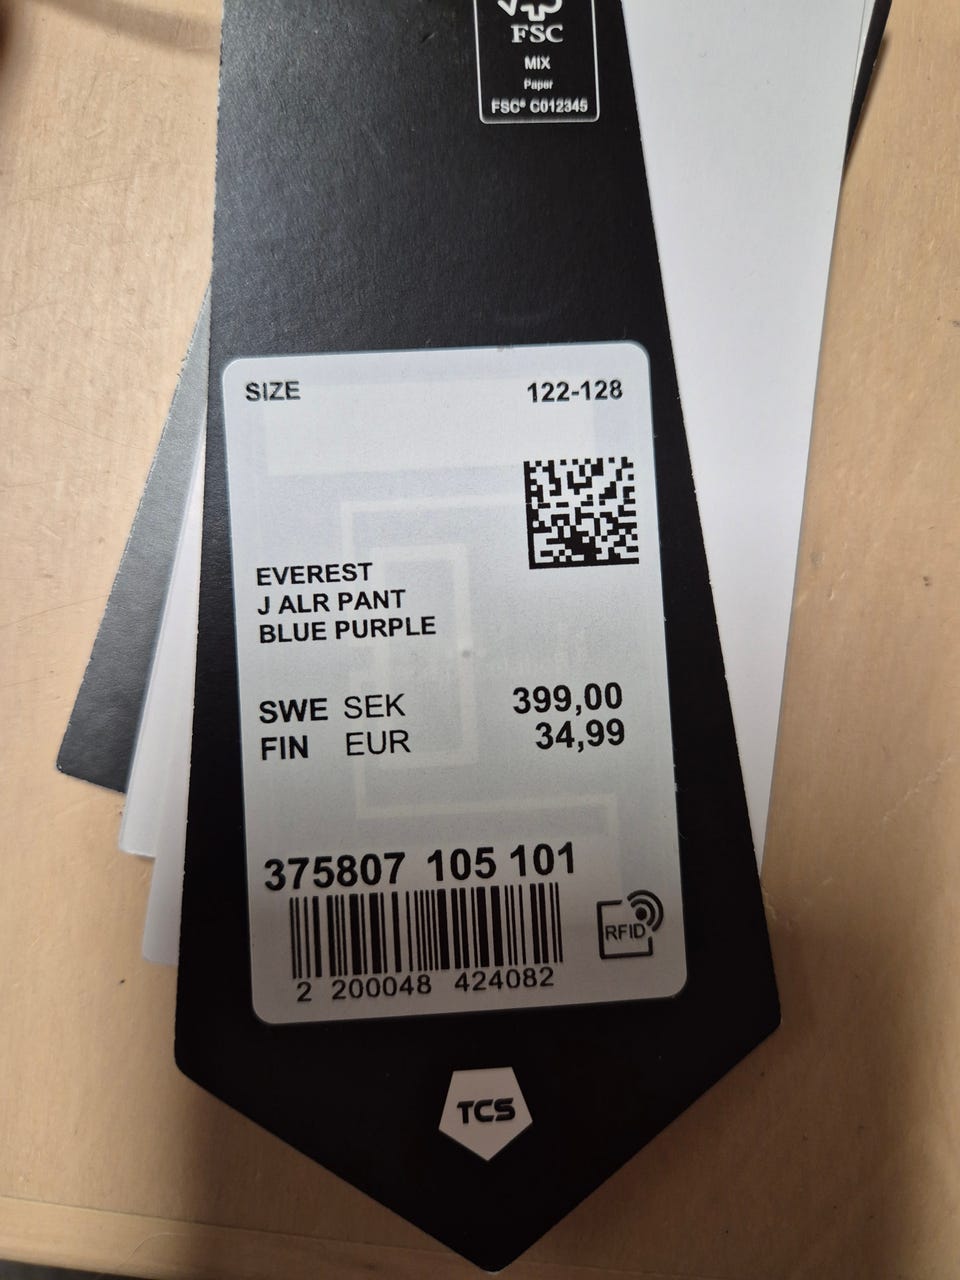 FSC
MIX
Paper
FSC® C012345
SIZE 122-128
EVEREST
J ALR PANT
BLUE PURPLE
SWE SEK 399,00
FIN EUR 34,99
375807 105 101
RFID
2 200048 424082
TCS